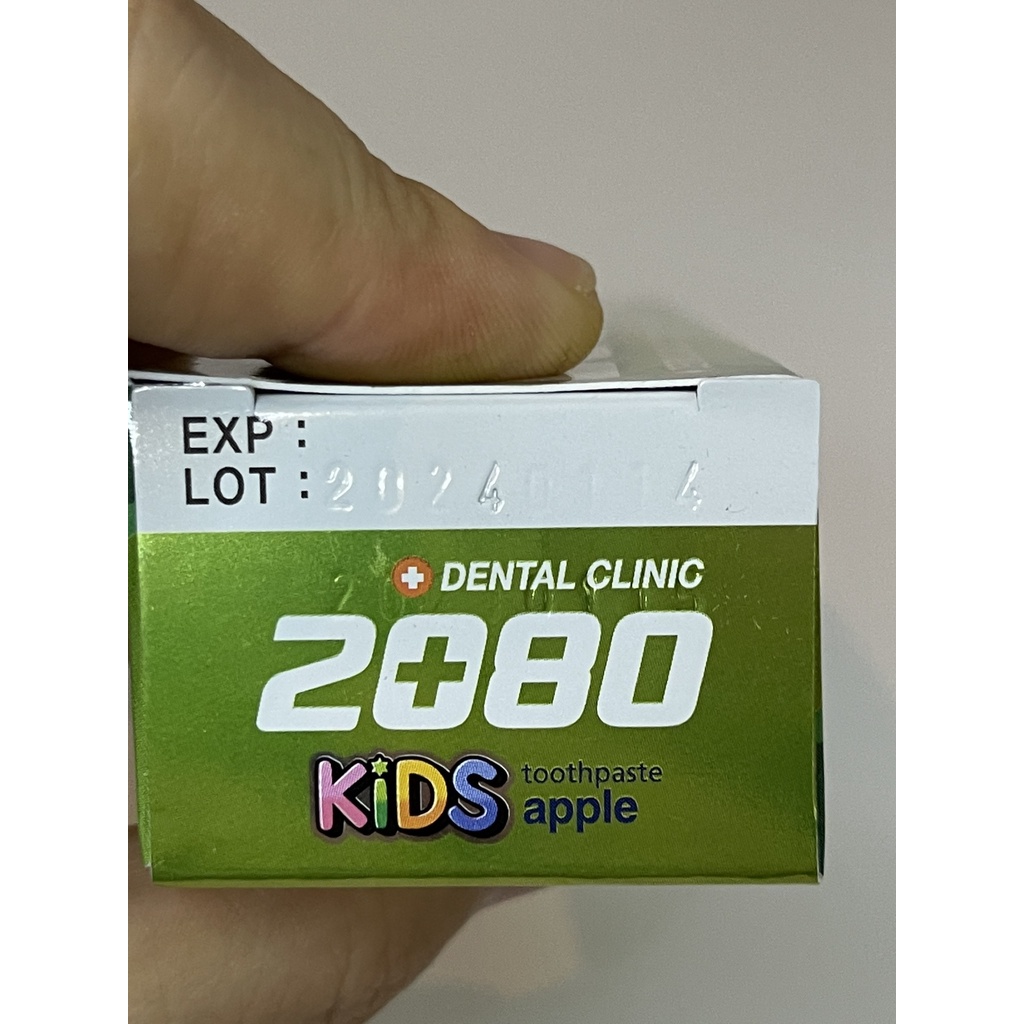 EXP :
LOT : 20240114
DENTAL CLINIC
2080
KiDS toothpaste
apple